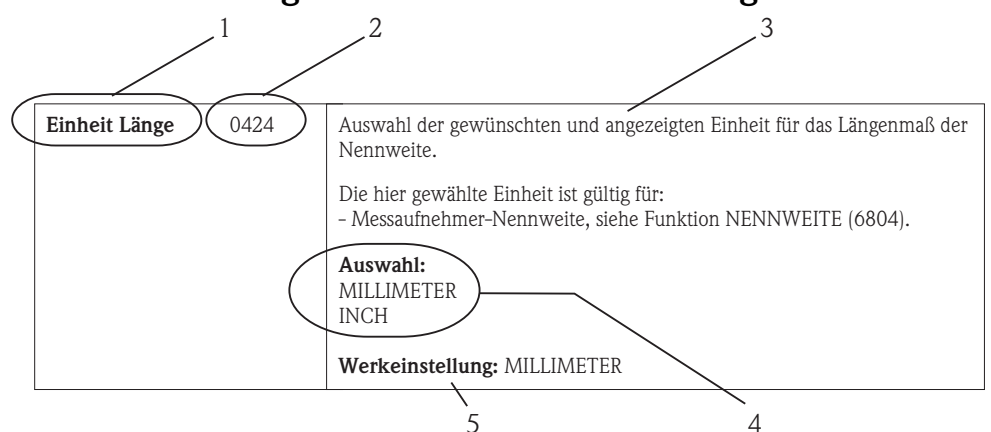 1 2 3
Einheit Länge 0424 Auswahl der gewünschten und angezeigten Einheit für das Längenmaß der
Nennweite.
Die hier gewählte Einheit ist gültig für:
- Messaufnehmer-Nennweite, siehe Funktion NENNWEITE (6804).
Auswahl:
MILLIMETER
INCH
Werkeinstellung: MILLIMETER
5 4